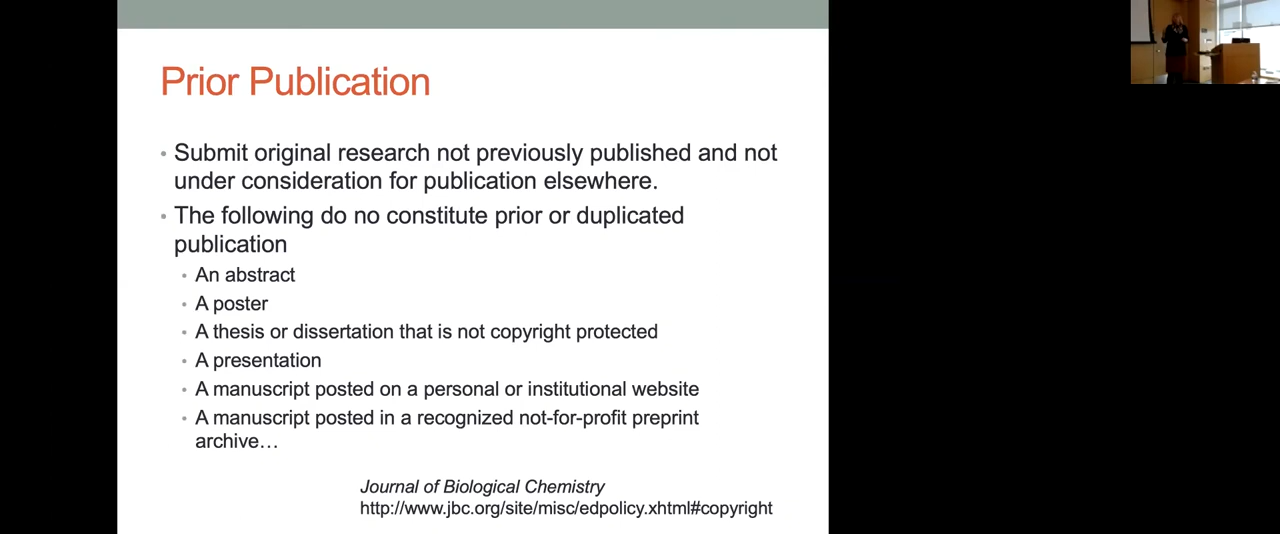 Prior Publication
• Submit original research not previously published and not
under consideration for publication elsewhere.
• The following do no constitute prior or duplicated
publication
• An abstract
• A poster
• A thesis or dissertation that is not copyright protected
• A presentation
• A manuscript posted on a personal or institutional website
• A manuscript posted in a recognized not-for-profit preprint
archive…
Journal of Biological Chemistry
http://www.jbc.org/site/misc/edpolicy.xhtml#copyright